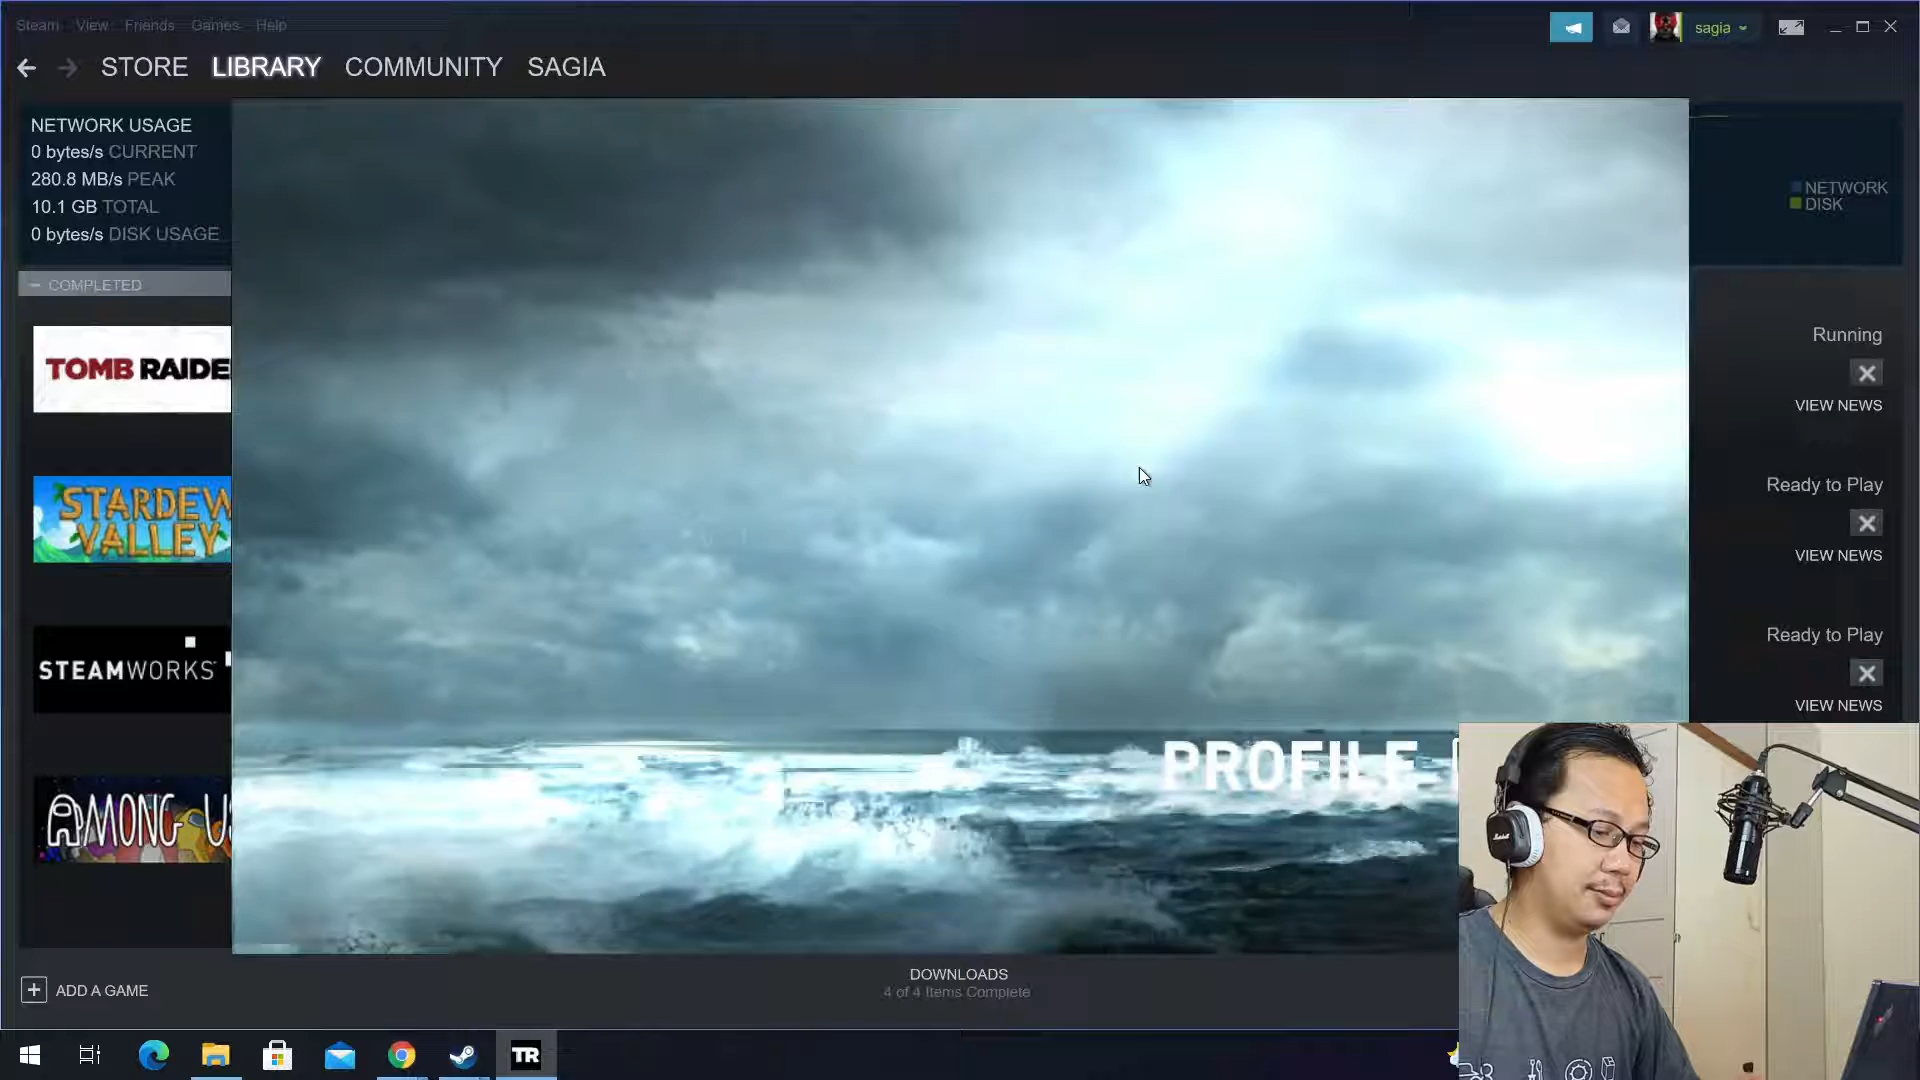 Steam View Friends Games Help
sagia
STORE LIBRARY COMMUNITY SAGIA
NETWORK USAGE
0 bytes/s CURRENT
280.8 MB/s PEAK
10.1 GB TOTAL
0 bytes/s DISK USAGE
NETWORK
DISK
COMPLETED
TOMB RAIDE
Running
VIEW NEWS
STARDEW
VALLEY
Ready to Play
VIEW NEWS
STEAMWORKS
Ready to Play
VIEW NEWS
PROFILE
AMONG US
ADD A GAME
DOWNLOADS
4 of 4 Items Complete
TR
Marshall